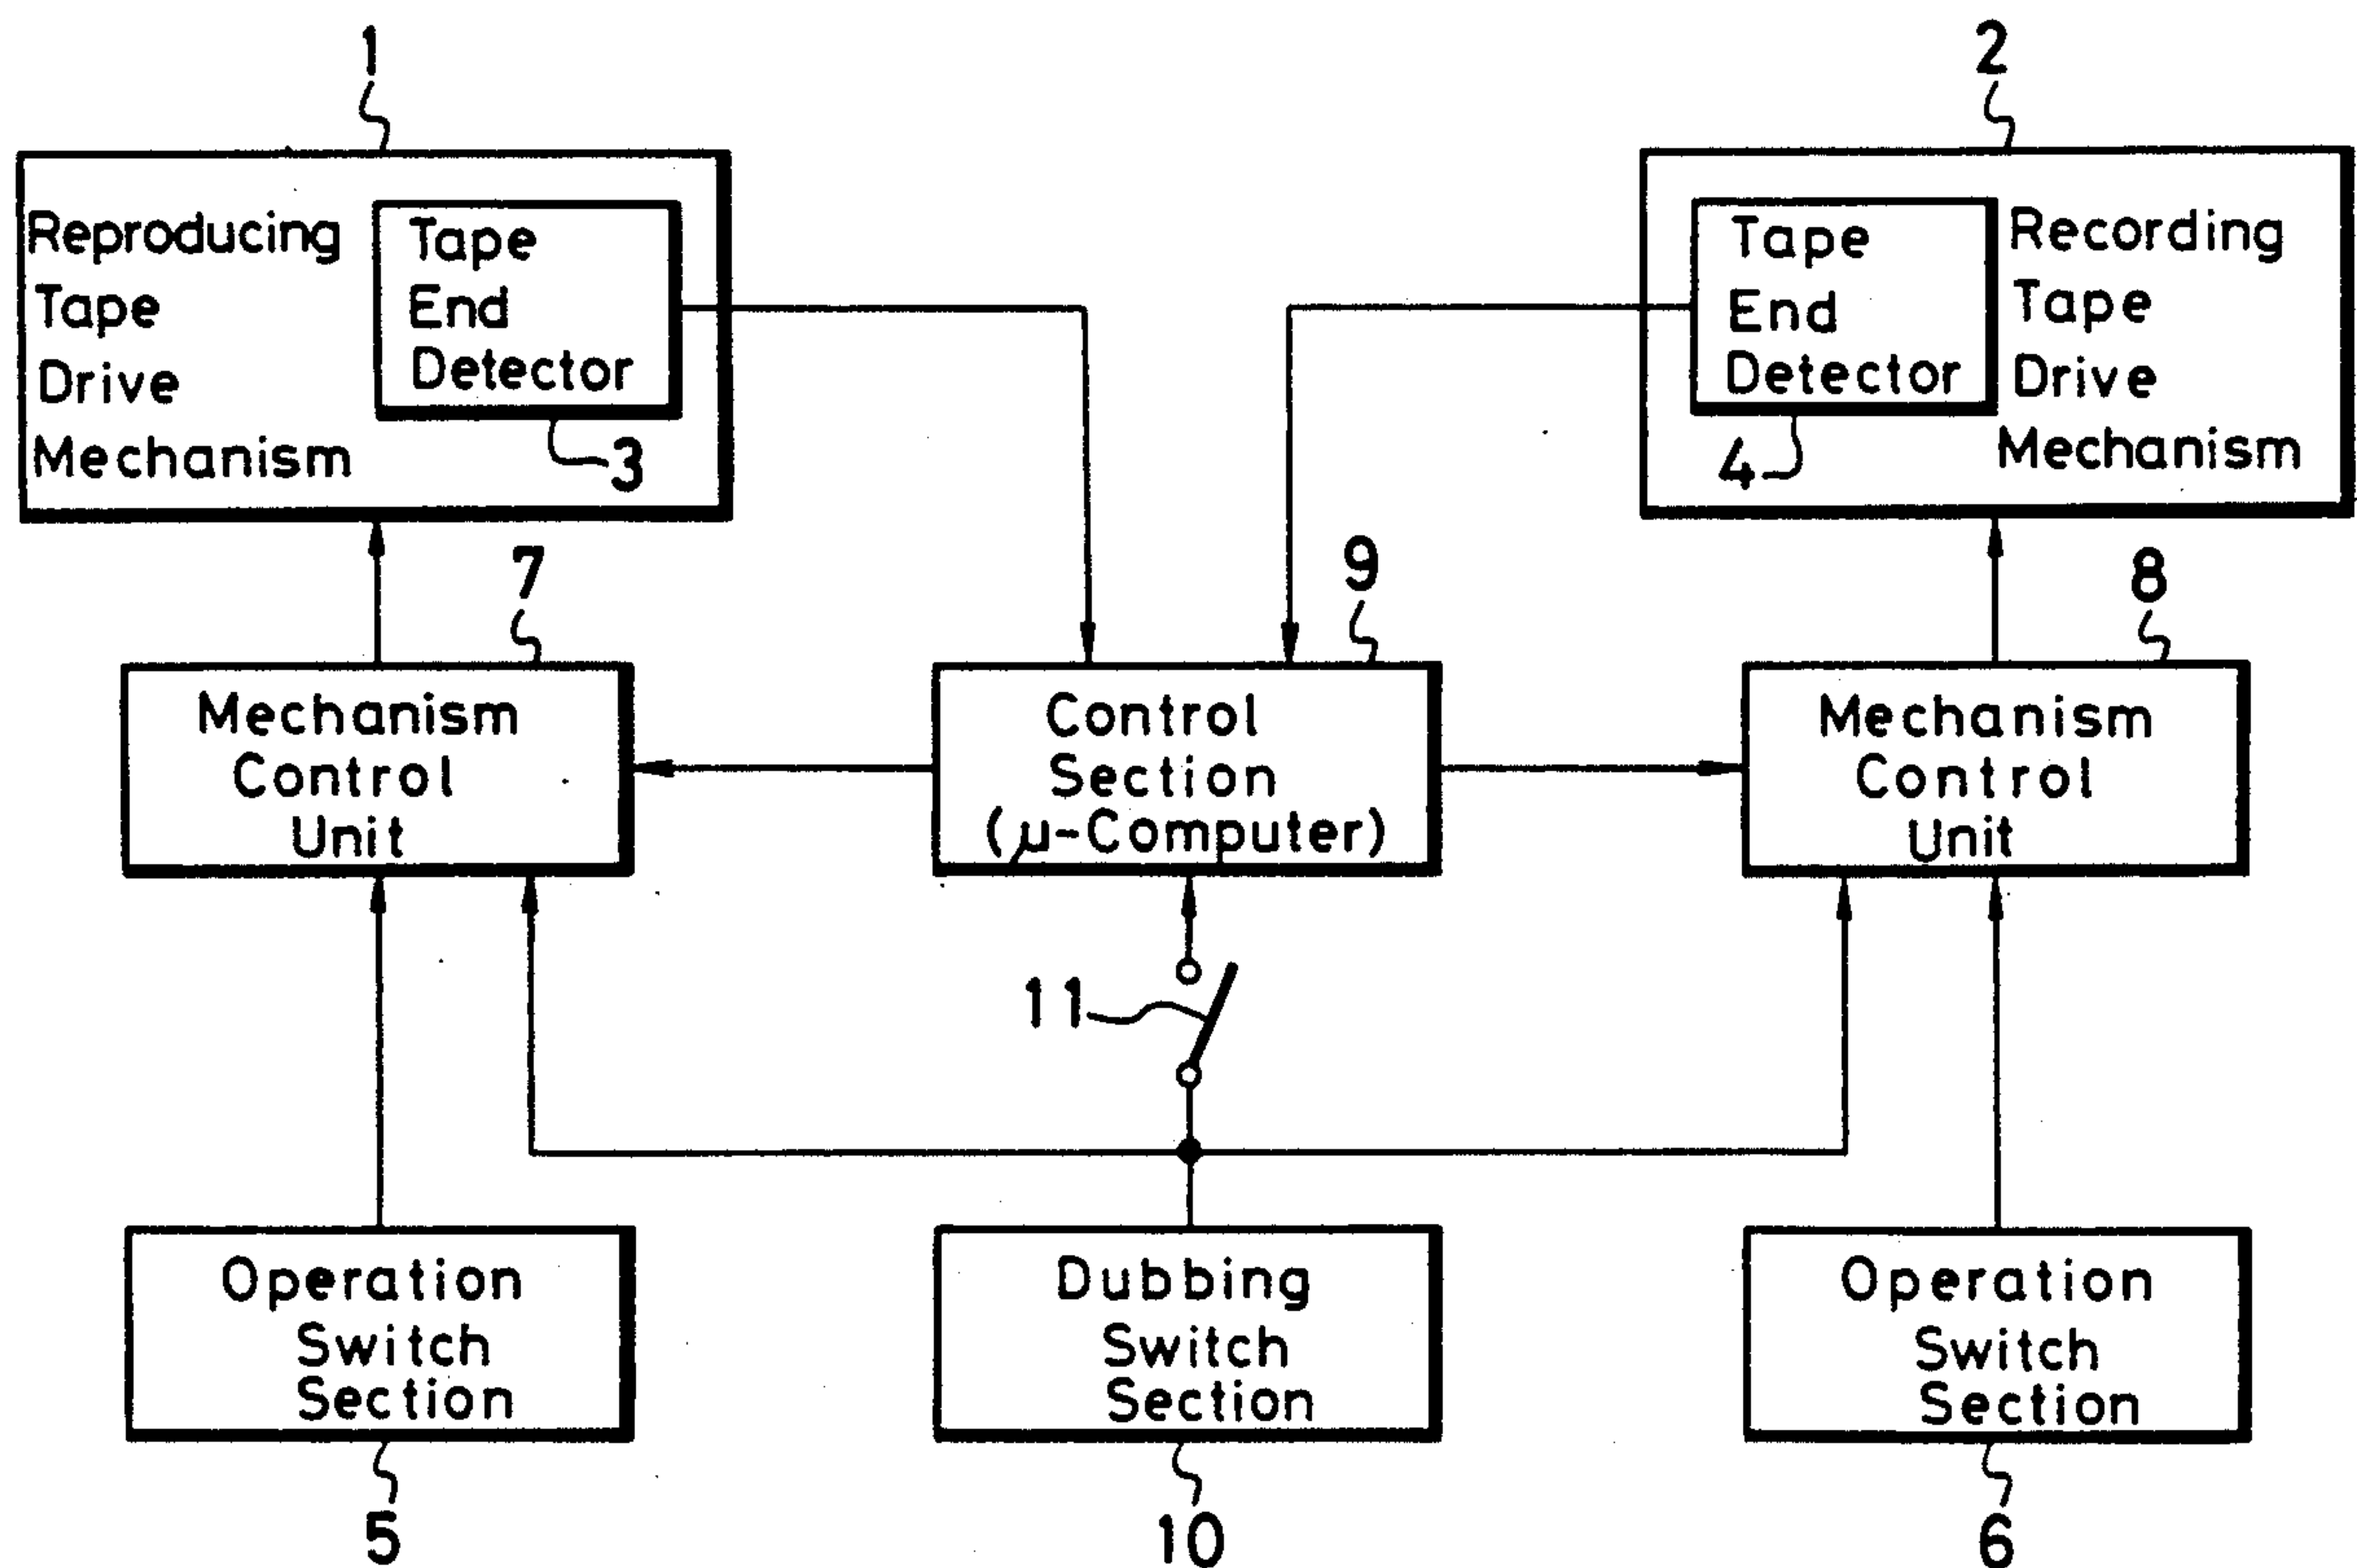 1
2
Reproducing
Tape
Drive
Mechanism
Tape
End
Detector
3
Tape
End
Detector
4
Recording
Tape
Drive
Mechanism
7
9
8
Mechanism
Control
Unit
Control
Section
(μ-Computer)
Mechanism
Control
Unit
11
Operation
Switch
Section
Dubbing
Switch
Section
Operation
Switch
Section
5
10
6